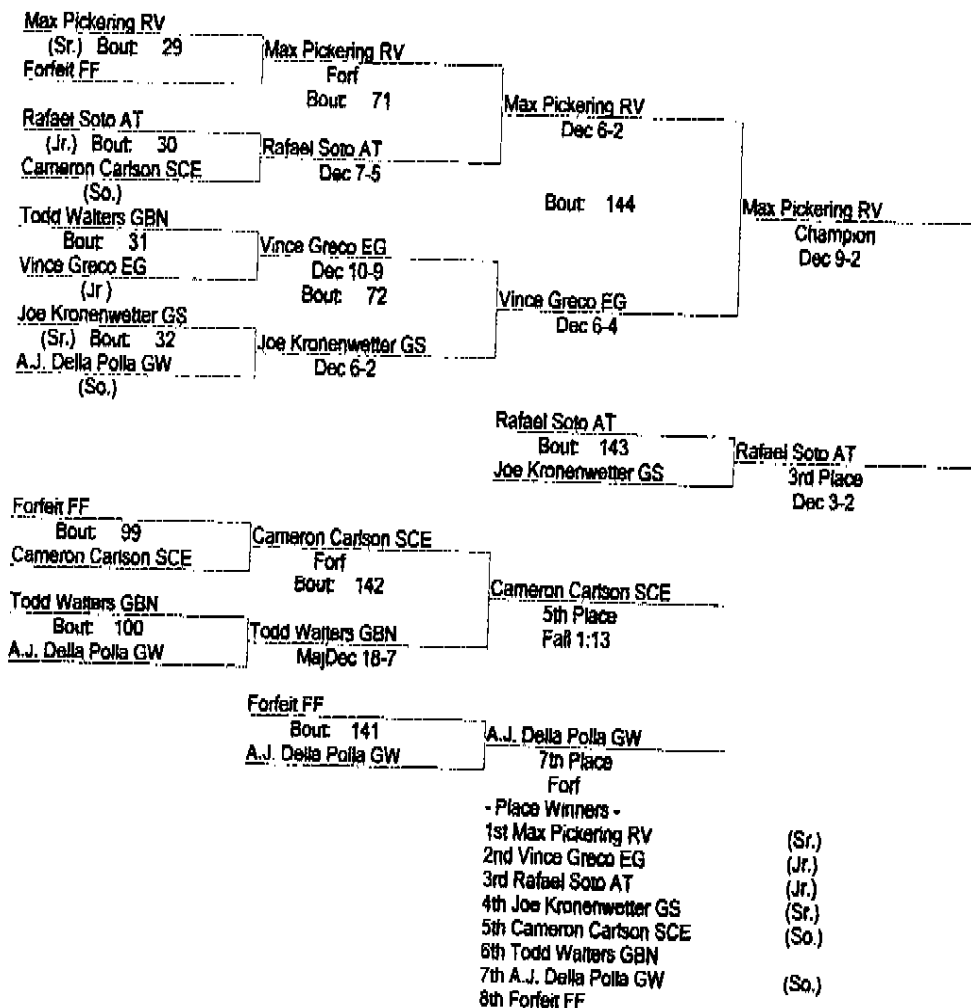 Max Pickering RV
(Sr.) Bout: 29
Forfeit FF
Max Pickering RV
Forf
Bout: 71
Rafael Soto AT
(Jr.) Bout: 30
Cameron Carlson SCE
(So.)
Rafael Soto AT
Dec 7-5
Max Pickering RV
Dec 6-2
Todd Walters GBN
Bout: 31
Vince Greco EG
(Jr.)
Vince Greco EG
Dec 10-9
Bout: 72
Joe Kronenwetter GS
(Sr.) Bout: 32
A.J. Della Polla GW
(So.)
Joe Kronenwetter GS
Dec 6-2
Vince Greco EG
Dec 6-4
Bout: 144
Max Pickering RV
Champion
Dec 9-2
Rafael Soto AT
Bout: 143
Joe Kronenwetter GS
Rafael Soto AT
3rd Place
Dec 3-2
Forfeit FF
Bout: 99
Cameron Carlson SCE
Cameron Carlson SCE
Forf
Bout: 142
Todd Walters GBN
Bout: 100
A.J. Della Polla GW
Todd Walters GBN
MajDec 18-7
Cameron Carlson SCE
5th Place
Fall 1:13
Forfeit FF
Bout: 141
A.J. Della Polla GW
A.J. Della Polla GW
7th Place
Forf
- Place Winners -
1st Max Pickering RV (Sr.)
2nd Vince Greco EG (Jr.)
3rd Rafael Soto AT (Jr.)
4th Joe Kronenwetter GS (Sr.)
5th Cameron Carlson SCE (So.)
6th Todd Walters GBN
7th A.J. Della Polla GW (So.)
8th Forfeit FF